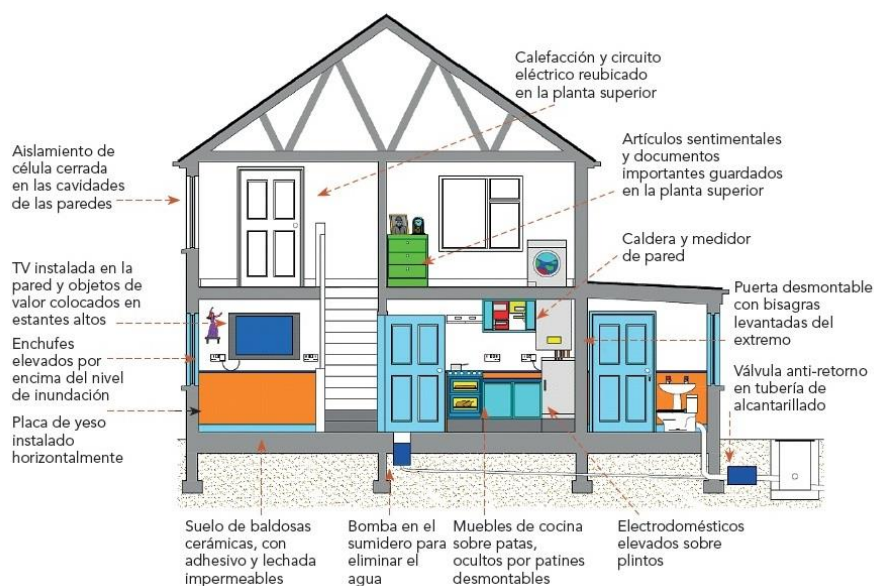 Calefacción y circuito
eléctrico reubicado
en la planta superior
Artículos sentimentales
y documentos
importantes guardados
en la planta superior
Aislamiento de
célula cerrada
en las cavidades
de las paredes
Caldera y medidor
de pared
TV instalada en la
pared y objetos de
valor colocados en
estantes altos
Puerta desmontable
con bisagras
levantadas del
extremo
Enchufes
elevados por
encima del nivel
de inundación
Válvula anti-retorno
en tubería de
alcantarillado
Placa de yeso
instalado
horizontalmente
Suelo de baldosas
cerámicas, con
adhesivo y lechada
impermeables
Bomba en el
sumidero para
eliminar el
agua
Muebles de cocina
sobre patas,
ocultos por patines
desmontables
Electrodomésticos
elevados sobre
plintos